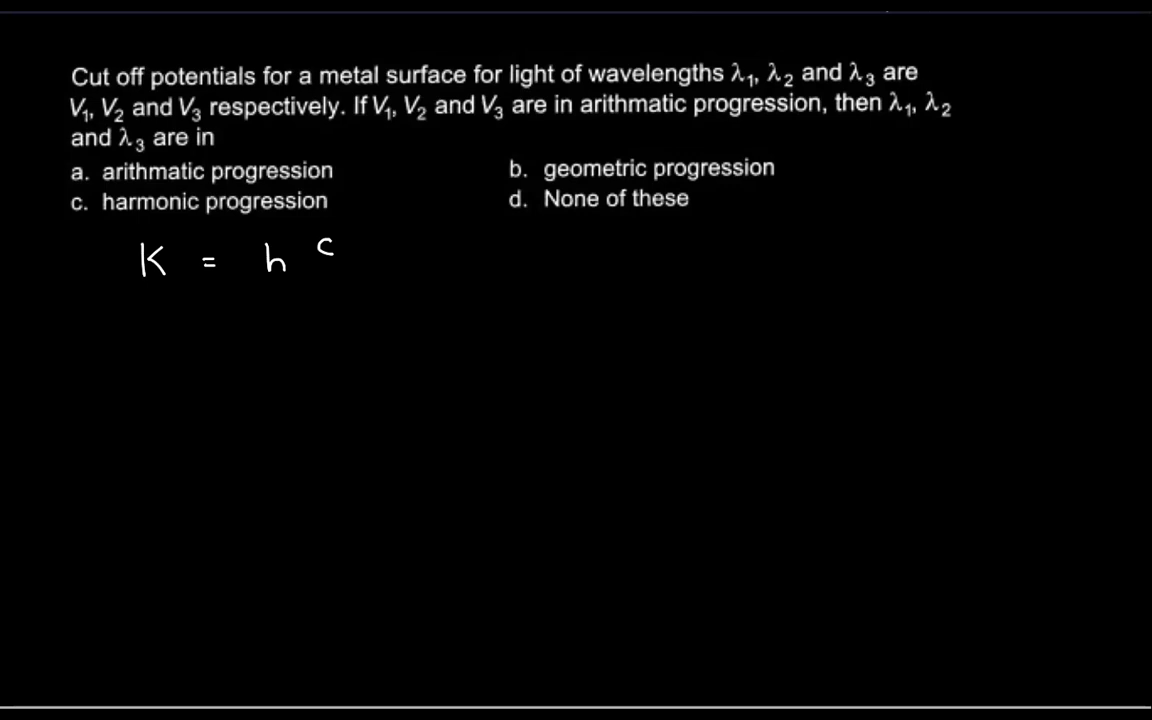 Cut off potentials for a metal surface for light of wavelengths λ₁, λ₂ and λ₃ are
V₁, V₂ and V₃ respectively. If V₁, V₂ and V₃ are in arithmatic progression, then λ₁, λ₂
and λ₃ are in
a. arithmatic progression b. geometric progression
c. harmonic progression d. None of these
K = h c